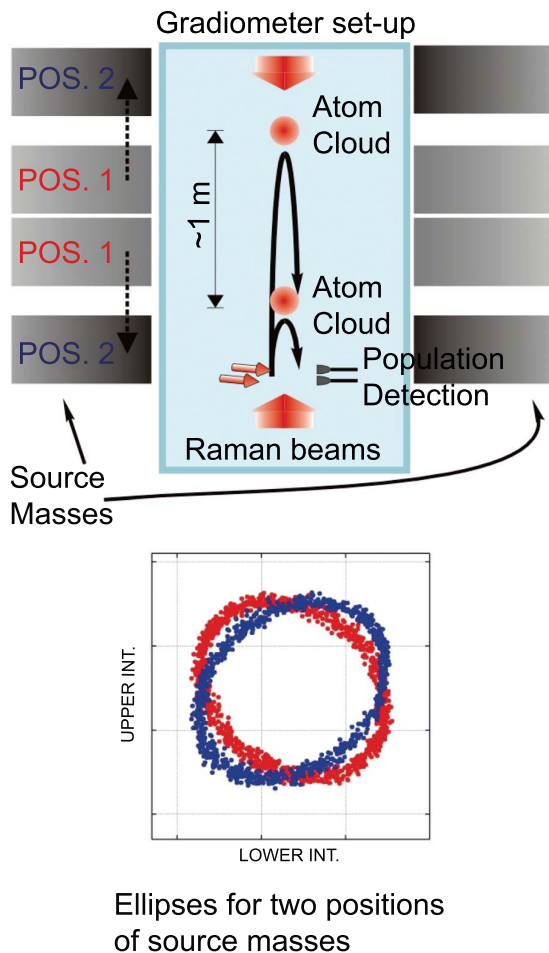 Gradiometer set-up
POS. 2
Atom
Cloud
POS. 1
~1 m
POS. 1
Atom
Cloud
POS. 2
Population
Detection
Raman beams
Source
Masses
UPPER INT.
LOWER INT.
Ellipses for two positions
of source masses